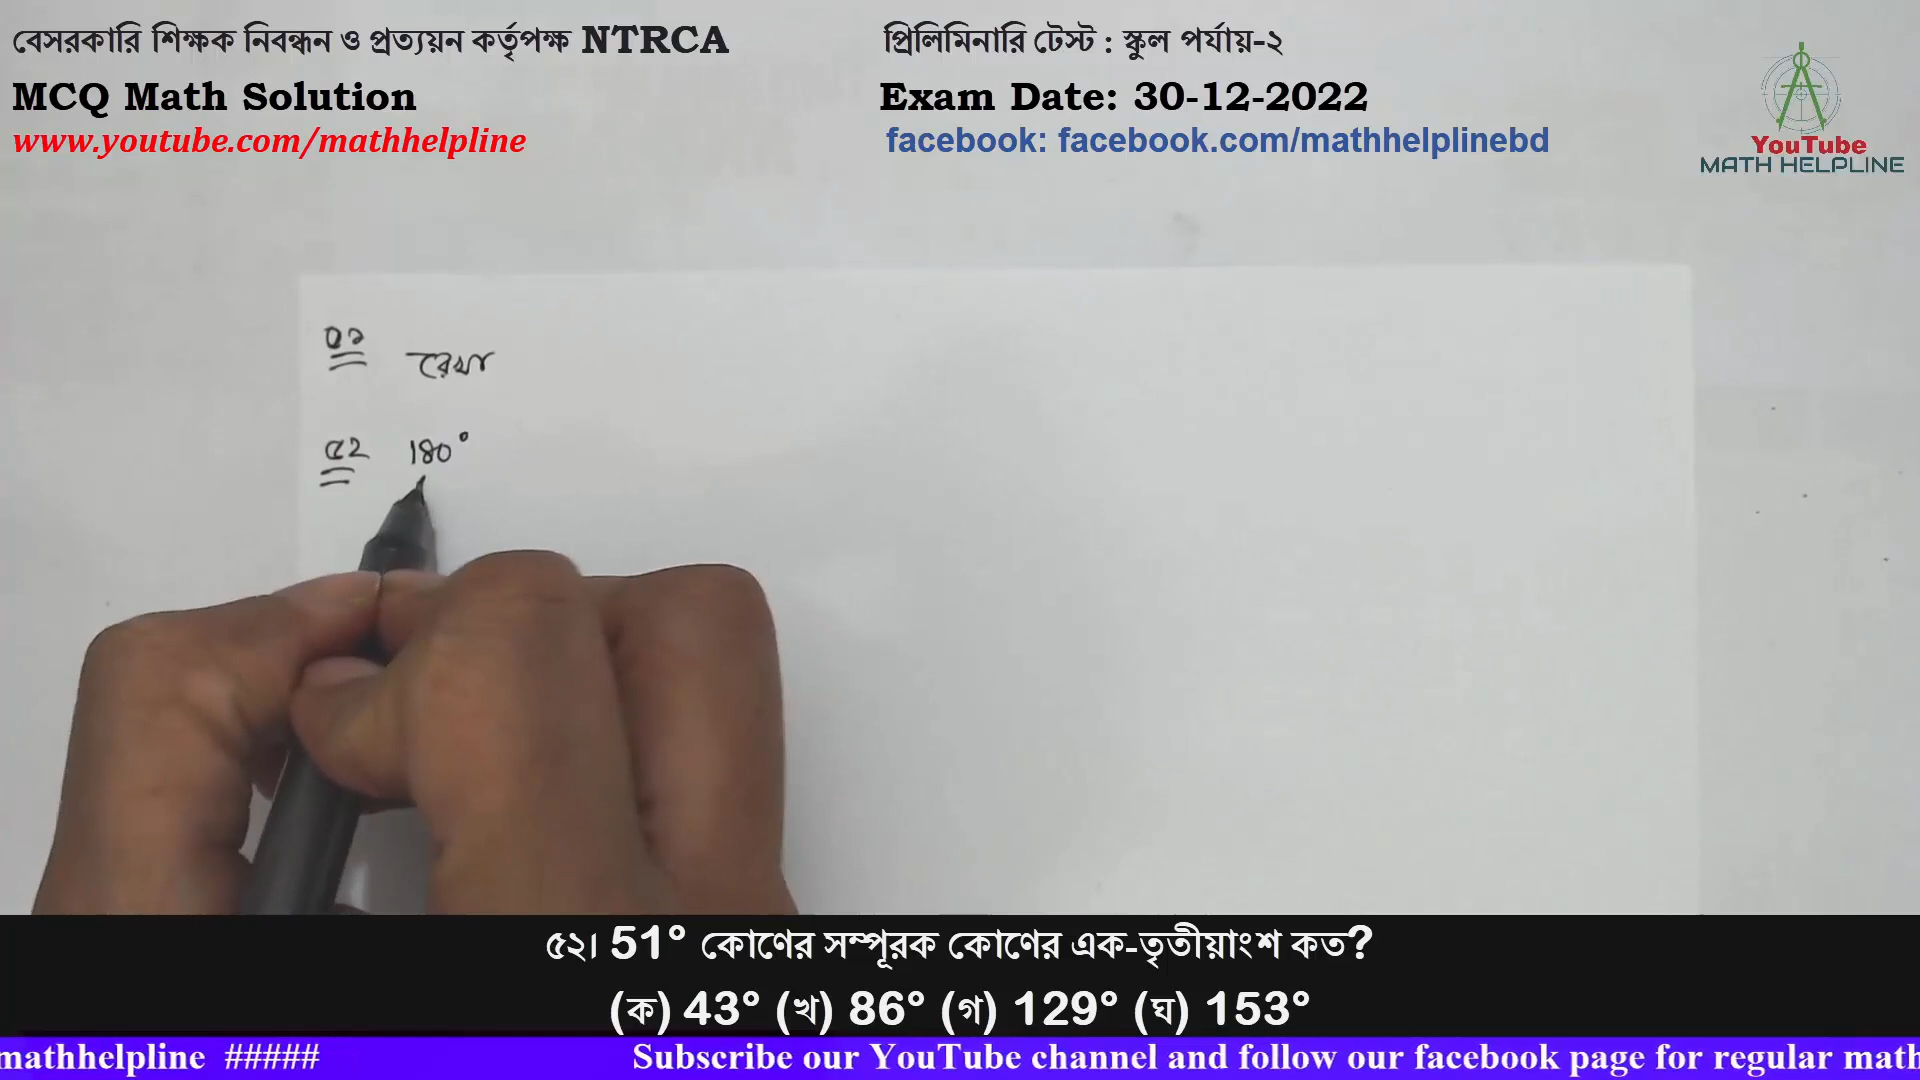 বেসরকারি শিক্ষক নিবন্ধন ও প্রত্যয়ন কর্তৃপক্ষ NTRCA
প্রিলিমিনারি টেস্ট : স্কুল পর্যায়-২
MCQ Math Solution
Exam Date: 30-12-2022
www.youtube.com/mathhelpline
facebook: facebook.com/mathhelplinebd
YouTube
MATH HELPLINE
৫১ রেখা
৫২ 180°
৫২। 51° কোণের সম্পূরক কোণের এক-তৃতীয়াংশ কত?
(ক) 43° (খ) 86° (গ) 129° (ঘ) 153°
mathhelpline ##### Subscribe our YouTube channel and follow our facebook page for regular math